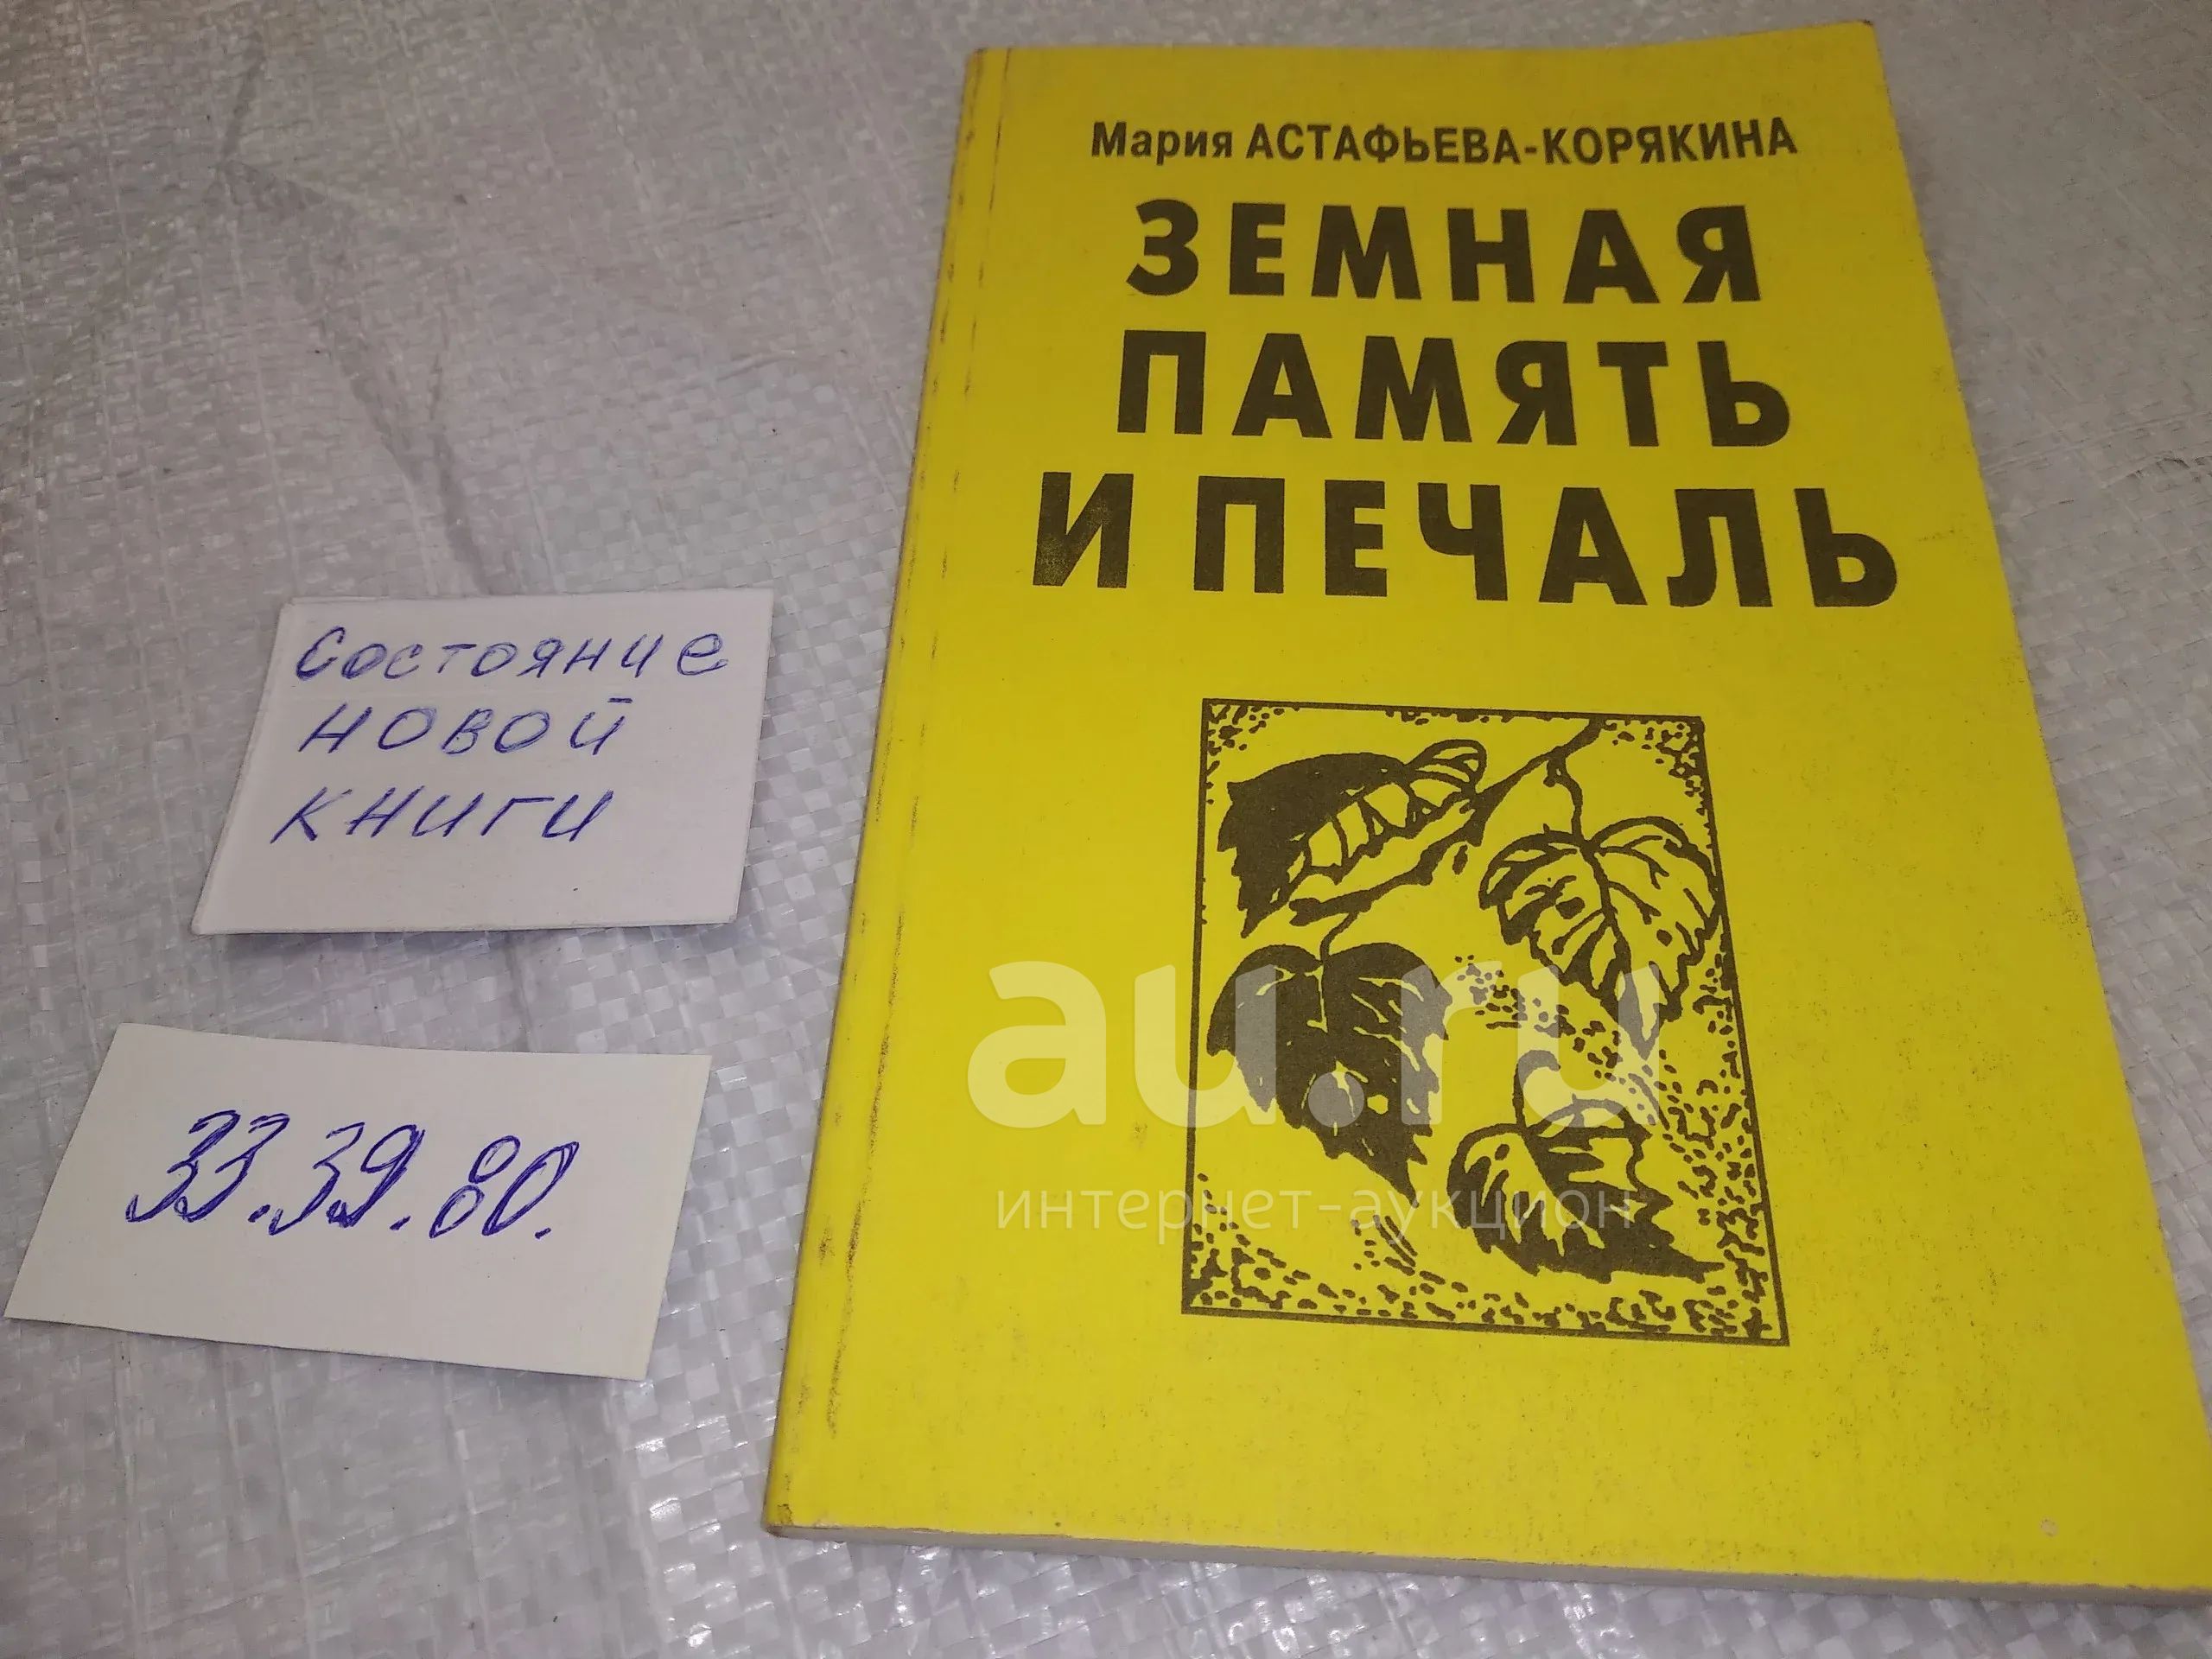 Мария АСТАФЬЕВА-КОРЯКИНА
ЗЕМНАЯ
ПАМЯТЬ
И ПЕЧАЛЬ
Состояние
новой
книги
33.39.80.
au.ru
интернет-аукцион